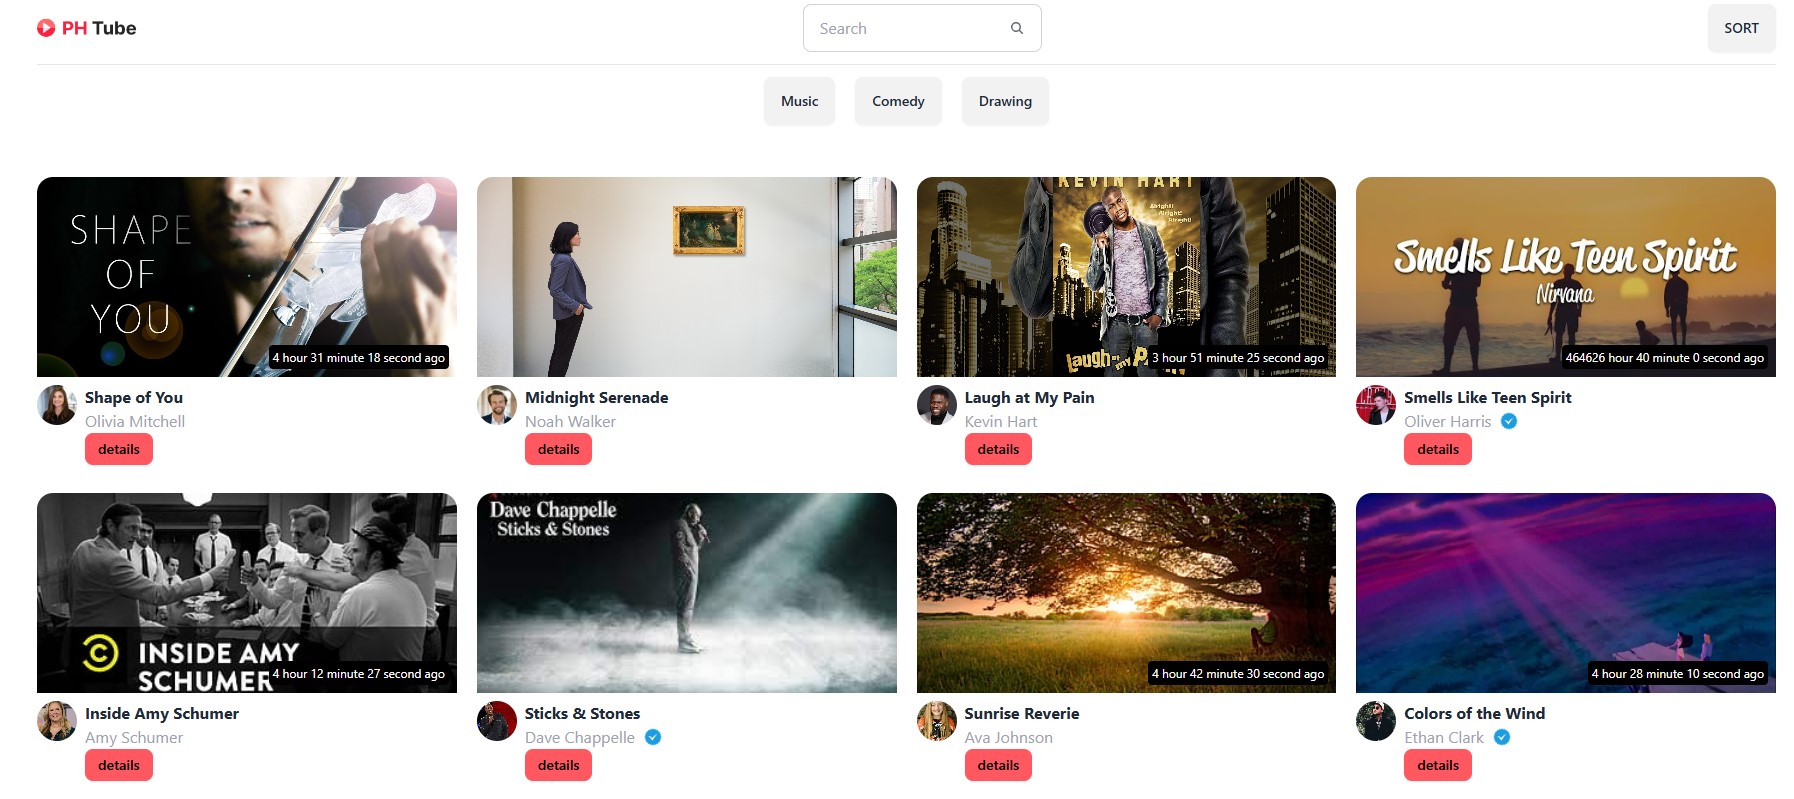 PH Tube
Search
SORT
Music
Comedy
Drawing
SHAPE
OF
YOU
4 hour 31 minute 18 second ago
Shape of You
Olivia Mitchell
details
Midnight Serenade
Noah Walker
details
KEVIN HART
Alright!
Alright!
Alright!
laugh at my PAIN
3 hour 51 minute 25 second ago
Laugh at My Pain
Kevin Hart
details
Smells Like Teen Spirit
Nirvana
464626 hour 40 minute 0 second ago
Smells Like Teen Spirit
Oliver Harris
details
INSIDE AMY
SCHUMER
4 hour 12 minute 27 second ago
Inside Amy Schumer
Amy Schumer
details
Dave Chappelle
Sticks & Stones
Sticks & Stones
Dave Chappelle
details
4 hour 42 minute 30 second ago
Sunrise Reverie
Ava Johnson
details
4 hour 28 minute 10 second ago
Colors of the Wind
Ethan Clark
details